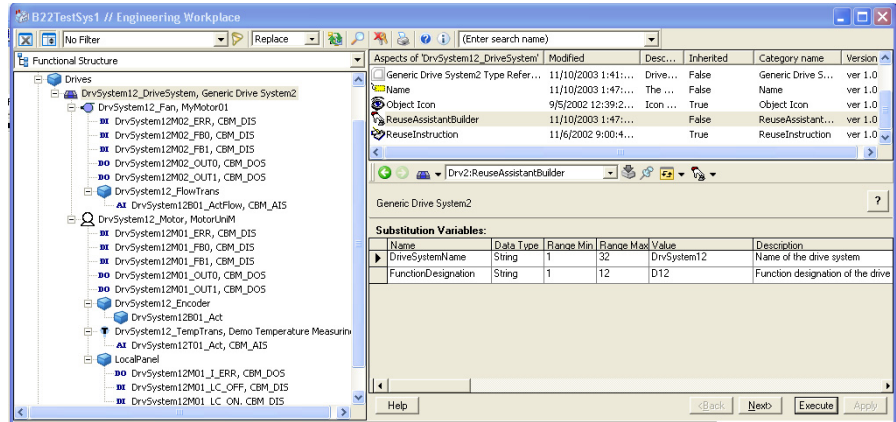 B22TestSys1 // Engineering Workplace
No Filter
Replace
(Enter search name)
Functional Structure
Drives
DrvSystem12_DriveSystem, Generic Drive System2
DrvSystem12_Fan, MyMotor01
DI DrvSystem12M02_ERR, CBM_DIS
DI DrvSystem12M02_FB0, CBM_DIS
DI DrvSystem12M02_FB1, CBM_DIS
DO DrvSystem12M02_OUT0, CBM_DOS
DO DrvSystem12M02_OUT1, CBM_DOS
DrvSystem12_FlowTrans
AI DrvSystem12B01_ActFlow, CBM_AIS
DrvSystem12_Motor, MotorUniM
DI DrvSystem12M01_ERR, CBM_DIS
DI DrvSystem12M01_FB0, CBM_DIS
DI DrvSystem12M01_FB1, CBM_DIS
DO DrvSystem12M01_OUT0, CBM_DOS
DO DrvSystem12M01_OUT1, CBM_DOS
DrvSystem12_Encoder
DrvSystem12B01_Act
T DrvSystem12_TempTrans, Demo Temperature Measurin
AI DrvSystem12T01_Act, CBM_AIS
LocalPanel
DO DrvSystem12M01_I_ERR, CBM_DOS
DI DrvSystem12M01_LC_OFF, CBM_DIS
DI DrvSystem12M01_LC_ON, CBM_DIS
Aspects of 'DrvSystem12_DriveSystem' Modified Desc... Inherited Category name Version
Generic Drive System2 Type Refer... 11/10/2003 1:41:... Drive... False Generic Drive S... ver 1.0
Name 11/10/2003 1:47:... The ... False Name ver 1.0
Object Icon 9/5/2002 12:39:2... Icon ... True Object Icon ver 1.0
ReuseAssistantBuilder 11/10/2003 1:47:... False ReuseAssistant... ver 1.0
ReuseInstruction 11/6/2002 9:00:4... True ReuseInstruction ver 1.0
Drv2:ReuseAssistantBuilder
Generic Drive System2
?
Substitution Variables:
Name Data Type Range Min Range Max Value Description
DriveSystemName String 1 32 DrvSystem12 Name of the drive system
FunctionDesignation String 1 12 D12 Function designation of the drive
Help <Back Next> Execute Apply